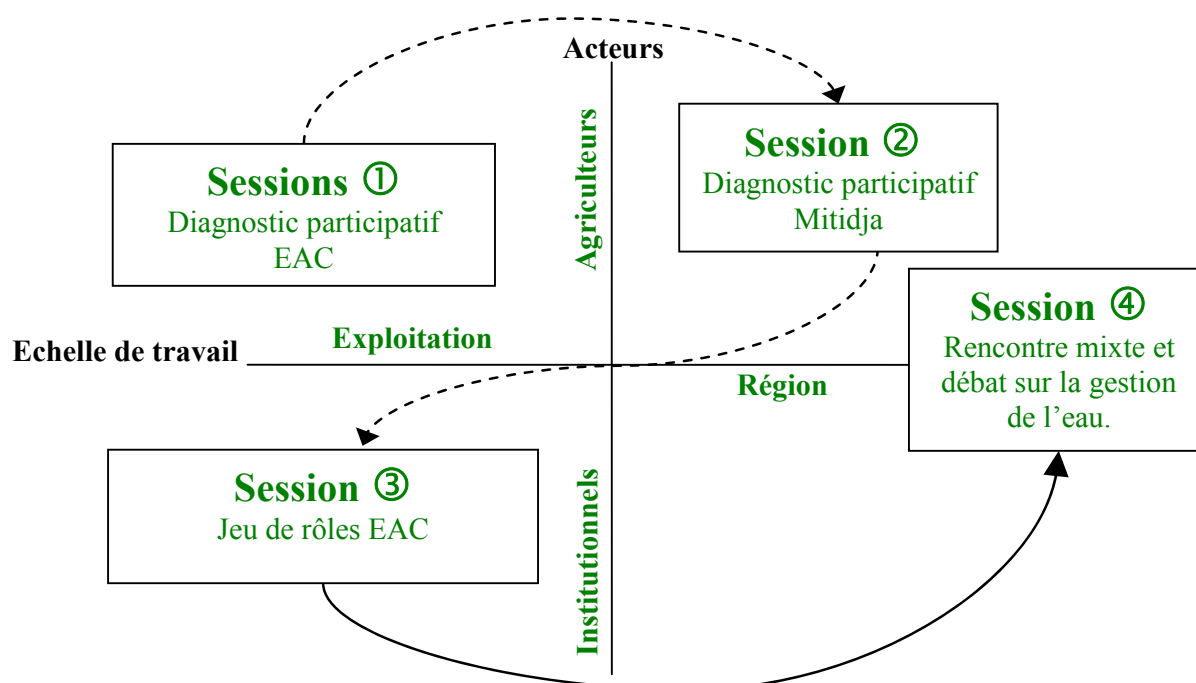 Acteurs
Agriculteurs
Sessions ①
Diagnostic participatif
EAC
Session ②
Diagnostic participatif
Mitidja
Echelle de travail
Exploitation
Région
Session ④
Rencontre mixte et
débat sur la gestion
de l’eau.
Session ③
Jeu de rôles EAC
Institutionnels